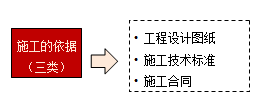 施工的依据
（三类）
• 工程设计图纸
• 施工技术标准
• 施工合同